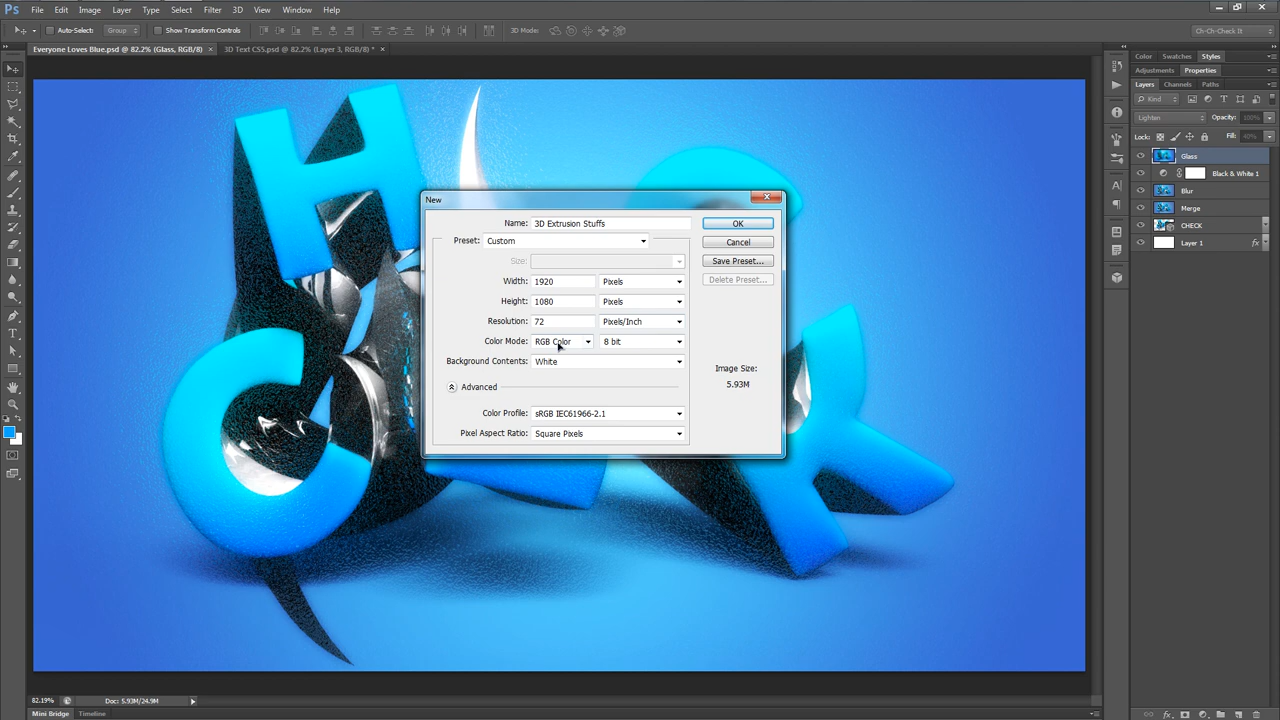 Ps File Edit Image Layer Type Select Filter 3D View Window Help
Auto-Select: Group Show Transform Controls 3D Mode: Ch-Ch-Check It
Everyone Loves Blue.psd @ 82.2% (Glass, RGB/8) × 3D Text CS5.psd @ 82.2% (Layer 3, RGB/8) * ×
Color Swatches Styles
Adjustments Properties
Layers Channels Paths
Kind
Lighten Opacity: 100%
Lock: Fill: 40%
Glass
Black & White 1
Blur
Merge
CHECK
Layer 1 fx
H
C
New
Name: 3D Extrusion Stuffs OK
Preset: Custom Cancel
Size: Save Preset...
Width: 1920 Pixels Delete Preset...
Height: 1080 Pixels
Resolution: 72 Pixels/Inch
Color Mode: RGB Color 8 bit
Background Contents: White
Image Size:
5.93M
Advanced
Color Profile: sRGB IEC61966-2.1
Pixel Aspect Ratio: Square Pixels
K
82.19% Doc: 5.93M/24.9M
Mini Bridge Timeline